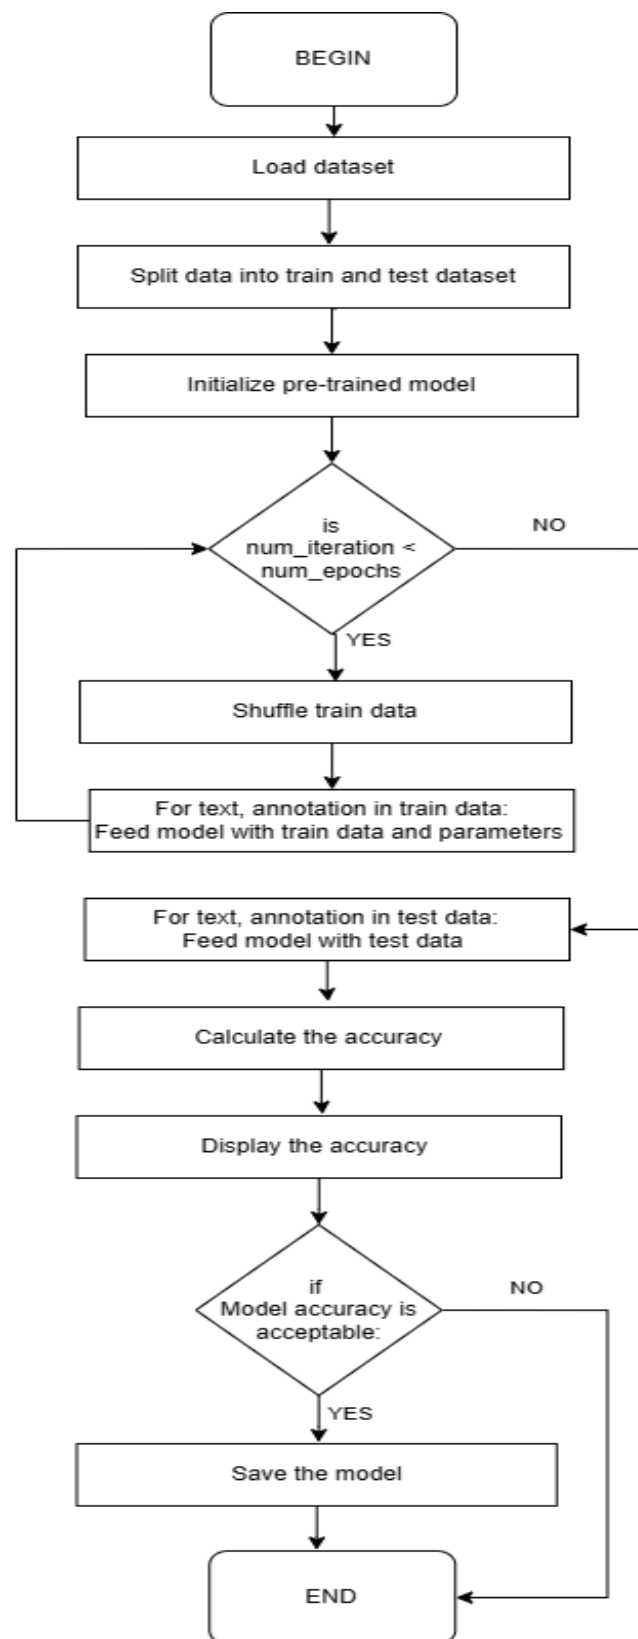 BEGIN
Load dataset
Split data into train and test dataset
Initialize pre-trained model
is
num_iteration <
num_epochs
NO
YES
Shuffle train data
For text, annotation in train data:
Feed model with train data and parameters
For text, annotation in test data:
Feed model with test data
Calculate the accuracy
Display the accuracy
if
Model accuracy is
acceptable:
NO
YES
Save the model
END